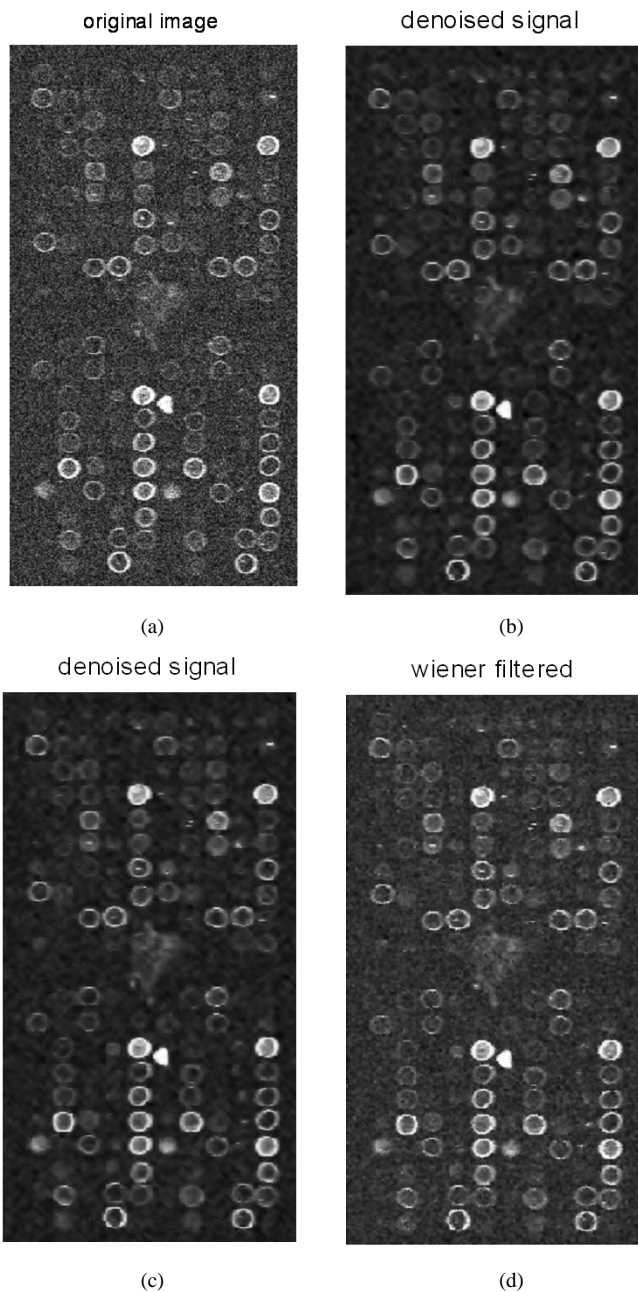 original image
denoised signal
(a)
(b)
denoised signal
wiener filtered
(c)
(d)